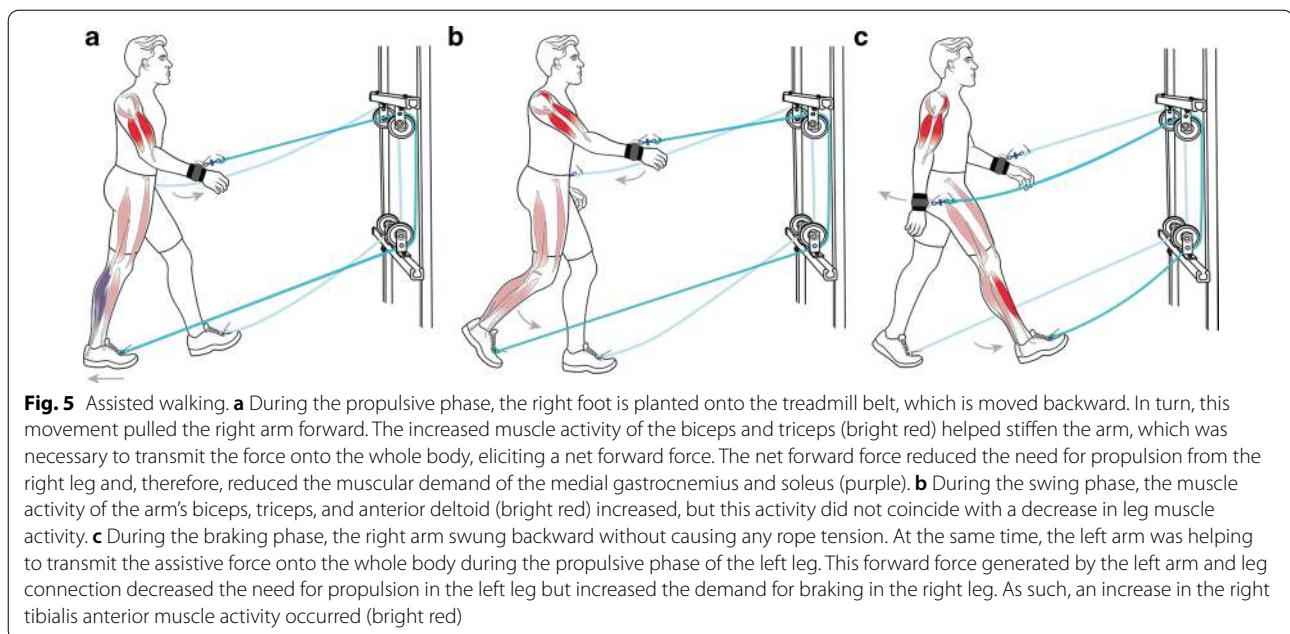 a b c
Fig. 5 Assisted walking. a During the propulsive phase, the right foot is planted onto the treadmill belt, which is moved backward. In turn, this
movement pulled the right arm forward. The increased muscle activity of the biceps and triceps (bright red) helped stiffen the arm, which was
necessary to transmit the force onto the whole body, eliciting a net forward force. The net forward force reduced the need for propulsion from the
right leg and, therefore, reduced the muscular demand of the medial gastrocnemius and soleus (purple). b During the swing phase, the muscle
activity of the arm's biceps, triceps, and anterior deltoid (bright red) increased, but this activity did not coincide with a decrease in leg muscle
activity. c During the braking phase, the right arm swung backward without causing any rope tension. At the same time, the left arm was helping
to transmit the assistive force onto the whole body during the propulsive phase of the left leg. This forward force generated by the left arm and leg
connection decreased the need for propulsion in the left leg but increased the demand for braking in the right leg. As such, an increase in the right
tibialis anterior muscle activity occurred (bright red)